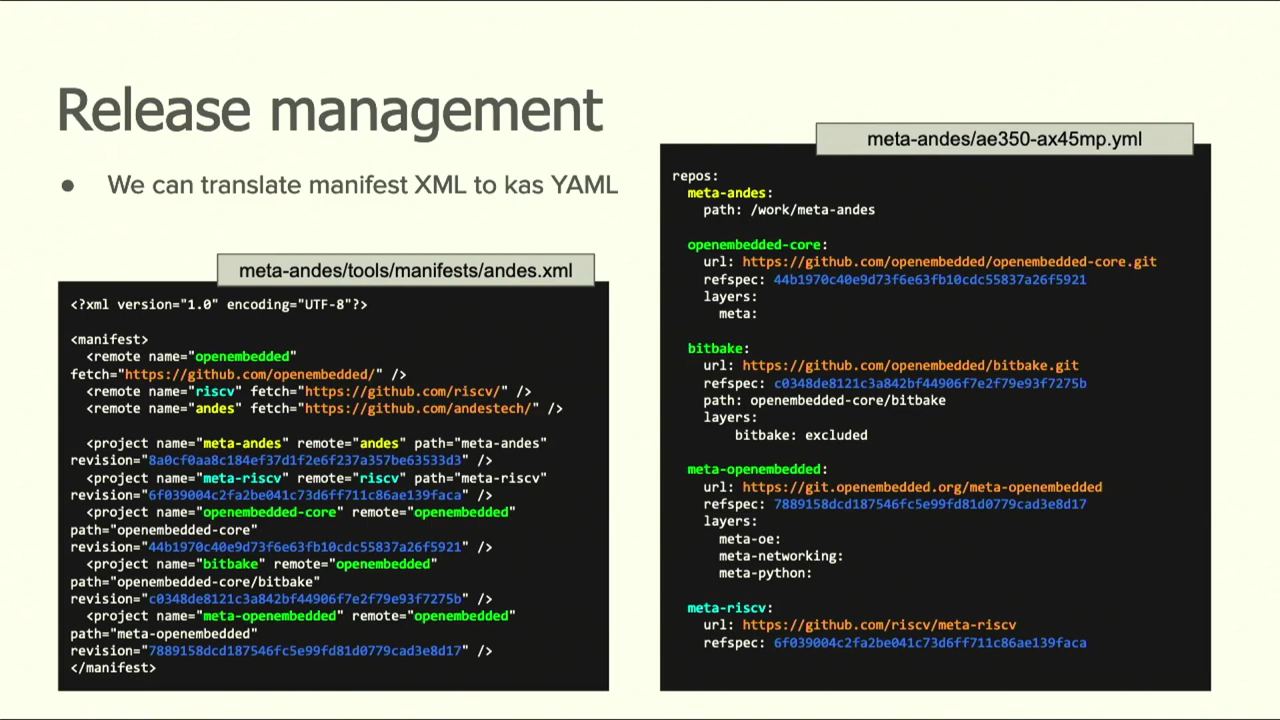 Release management
● We can translate manifest XML to kas YAML
meta-andes/tools/manifests/andes.xml
<?xml version="1.0" encoding="UTF-8"?>
<manifest>
<remote name="openembedded"
fetch="https://github.com/openembedded/" />
<remote name="riscv" fetch="https://github.com/riscv/" />
<remote name="andes" fetch="https://github.com/andestech/" />
<project name="meta-andes" remote="andes" path="meta-andes"
revision="8a0cf0aa8c184ef37d1f2e6f237a357be63533d3" />
<project name="meta-riscv" remote="riscv" path="meta-riscv"
revision="6f039004c2fa2be041c73d6ff711c86ae139faca" />
<project name="openembedded-core" remote="openembedded"
path="openembedded-core"
revision="44b1970c40e9d73f6e63fb10cdc55837a26f5921" />
<project name="bitbake" remote="openembedded"
path="openembedded-core/bitbake"
revision="c0348de8121c3a842bf44906f7e2f79e93f7275b" />
<project name="meta-openembedded" remote="openembedded"
path="meta-openembedded"
revision="7889158dcd187546fc5e99fd81d0779cad3e8d17" />
</manifest>
meta-andes/ae350-ax45mp.yml
repos:
meta-andes:
path: /work/meta-andes
openembedded-core:
url: https://github.com/openembedded/openembedded-core.git
refspec: 44b1970c40e9d73f6e63fb10cdc55837a26f5921
layers:
meta:
bitbake:
url: https://github.com/openembedded/bitbake.git
refspec: c0348de8121c3a842bf44906f7e2f79e93f7275b
path: openembedded-core/bitbake
layers:
bitbake: excluded
meta-openembedded:
url: https://git.openembedded.org/meta-openembedded
refspec: 7889158dcd187546fc5e99fd81d0779cad3e8d17
layers:
meta-oe:
meta-networking:
meta-python:
meta-riscv:
url: https://github.com/riscv/meta-riscv
refspec: 6f039004c2fa2be041c73d6ff711c86ae139faca